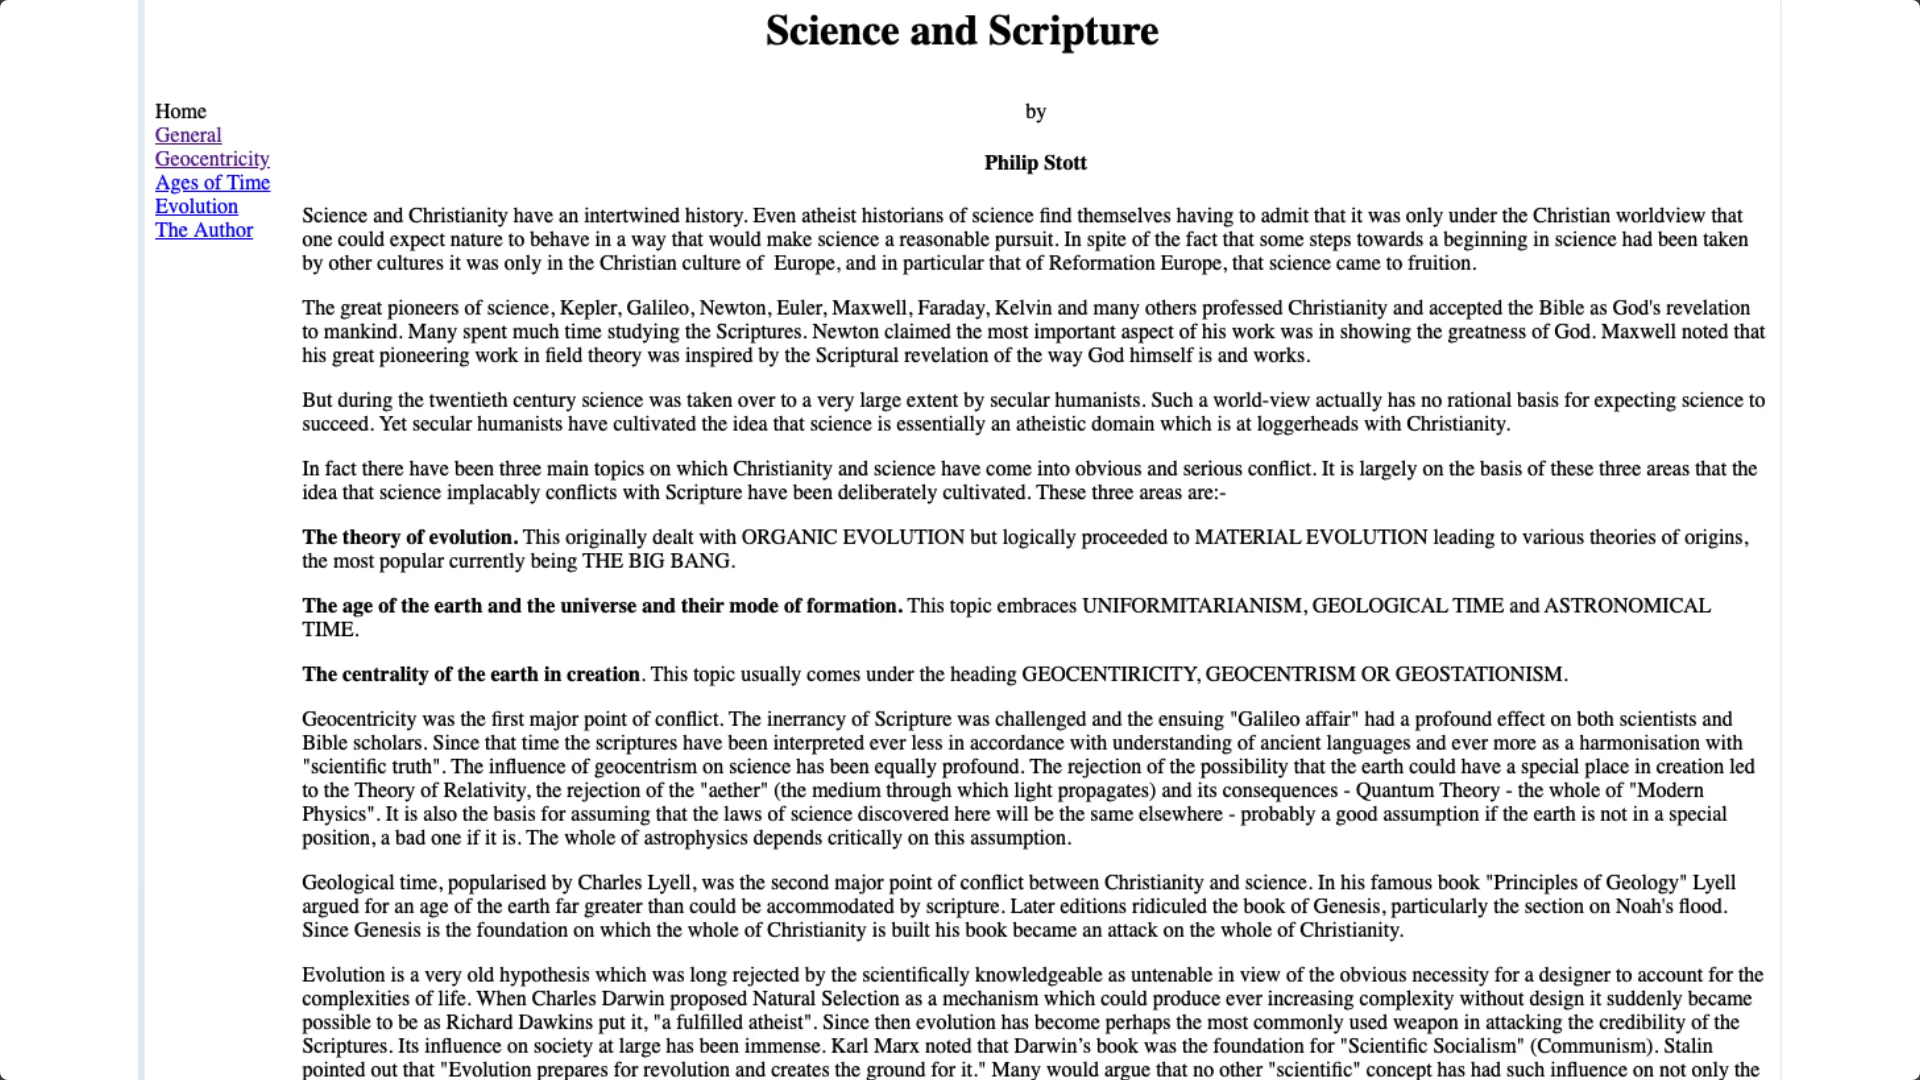 Science and Scripture
Home
General
Geocentricity
Ages of Time
Evolution
The Author
by
Philip Stott
Science and Christianity have an intertwined history. Even atheist historians of science find themselves having to admit that it was only under the Christian worldview that
one could expect nature to behave in a way that would make science a reasonable pursuit. In spite of the fact that some steps towards a beginning in science had been taken
by other cultures it was only in the Christian culture of  Europe, and in particular that of Reformation Europe, that science came to fruition.
The great pioneers of science, Kepler, Galileo, Newton, Euler, Maxwell, Faraday, Kelvin and many others professed Christianity and accepted the Bible as God's revelation
to mankind. Many spent much time studying the Scriptures. Newton claimed the most important aspect of his work was in showing the greatness of God. Maxwell noted that
his great pioneering work in field theory was inspired by the Scriptural revelation of the way God himself is and works.
But during the twentieth century science was taken over to a very large extent by secular humanists. Such a world-view actually has no rational basis for expecting science to
succeed. Yet secular humanists have cultivated the idea that science is essentially an atheistic domain which is at loggerheads with Christianity.
In fact there have been three main topics on which Christianity and science have come into obvious and serious conflict. It is largely on the basis of these three areas that the
idea that science implacably conflicts with Scripture have been deliberately cultivated. These three areas are:-
The theory of evolution. This originally dealt with ORGANIC EVOLUTION but logically proceeded to MATERIAL EVOLUTION leading to various theories of origins,
the most popular currently being THE BIG BANG.
The age of the earth and the universe and their mode of formation. This topic embraces UNIFORMITARIANISM, GEOLOGICAL TIME and ASTRONOMICAL
TIME.
The centrality of the earth in creation. This topic usually comes under the heading GEOCENTIRICITY, GEOCENTRISM OR GEOSTATIONISM.
Geocentricity was the first major point of conflict. The inerrancy of Scripture was challenged and the ensuing "Galileo affair" had a profound effect on both scientists and
Bible scholars. Since that time the scriptures have been interpreted ever less in accordance with understanding of ancient languages and ever more as a harmonisation with
"scientific truth". The influence of geocentrism on science has been equally profound. The rejection of the possibility that the earth could have a special place in creation led
to the Theory of Relativity, the rejection of the "aether" (the medium through which light propagates) and its consequences - Quantum Theory - the whole of "Modern
Physics". It is also the basis for assuming that the laws of science discovered here will be the same elsewhere - probably a good assumption if the earth is not in a special
position, a bad one if it is. The whole of astrophysics depends critically on this assumption.
Geological time, popularised by Charles Lyell, was the second major point of conflict between Christianity and science. In his famous book "Principles of Geology" Lyell
argued for an age of the earth far greater than could be accommodated by scripture. Later editions ridiculed the book of Genesis, particularly the section on Noah's flood.
Since Genesis is the foundation on which the whole of Christianity is built his book became an attack on the whole of Christianity.
Evolution is a very old hypothesis which was long rejected by the scientifically knowledgeable as untenable in view of the obvious necessity for a designer to account for the
complexities of life. When Charles Darwin proposed Natural Selection as a mechanism which could produce ever increasing complexity without design it suddenly became
possible to be as Richard Dawkins put it, "a fulfilled atheist". Since then evolution has become perhaps the most commonly used weapon in attacking the credibility of the
Scriptures. Its influence on society at large has been immense. Karl Marx noted that Darwin’s book was the foundation for "Scientific Socialism" (Communism). Stalin
pointed out that "Evolution prepares for revolution and creates the ground for it." Many would argue that no other "scientific" concept has had such influence on not only the